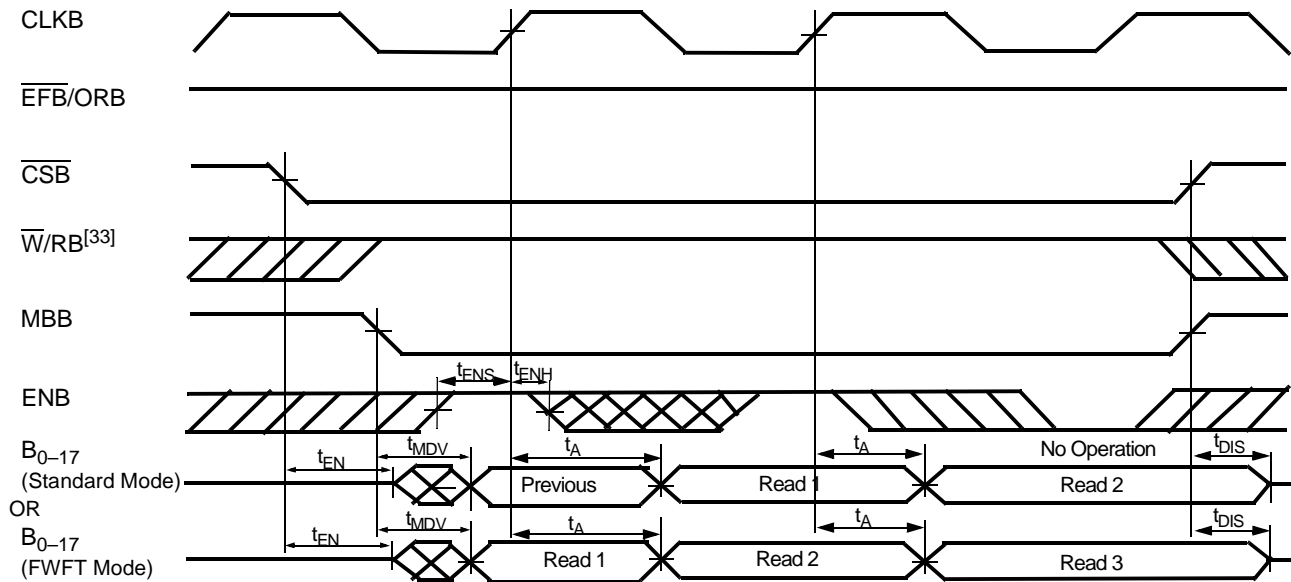 CLKB
EFB/ORB
CSB
W/RB[33]
MBB
tENS tENH
ENB
B0–17
(Standard Mode)
tEN tMDV tA tA No Operation tDIS
Previous Read 1 Read 2
OR
B0–17
(FWFT Mode)
tEN tMDV tA tA tDIS
Read 1 Read 2 Read 3